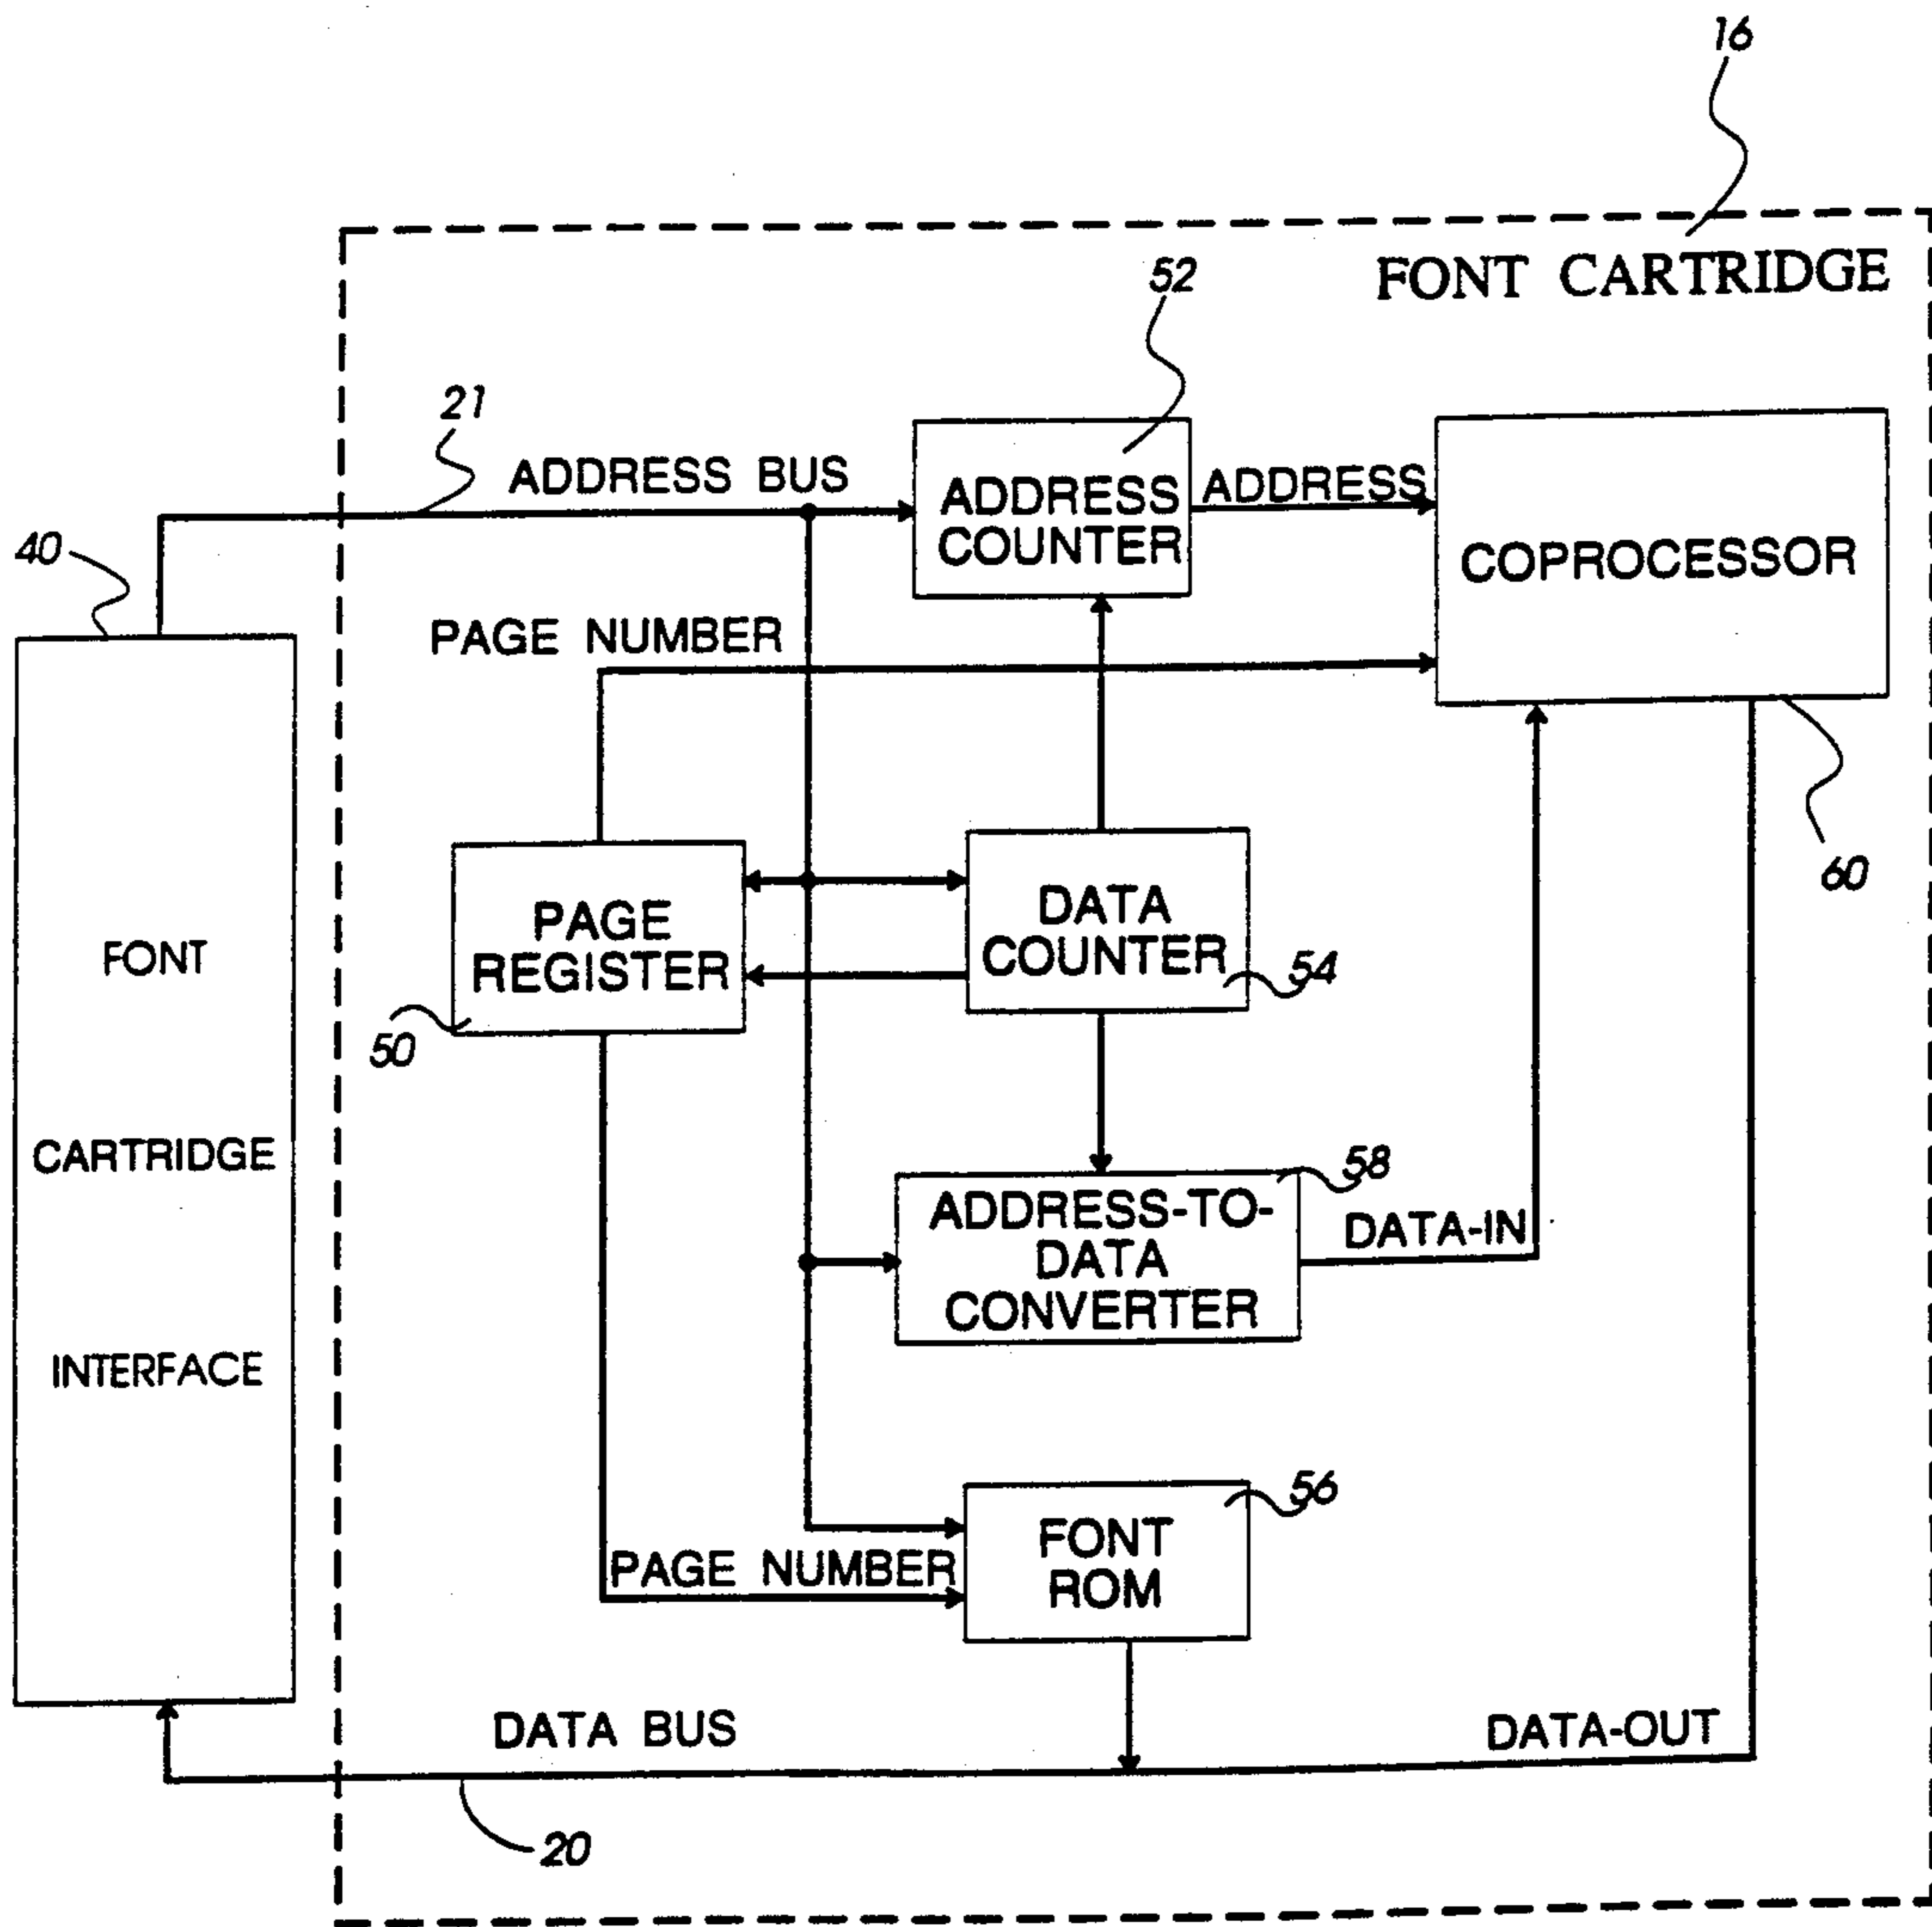 16
FONT CARTRIDGE
52
21
ADDRESS BUS
ADDRESS
COUNTER
ADDRESS
COPROCESSOR
40
PAGE NUMBER
60
PAGE
REGISTER
50
DATA
COUNTER
54
FONT
CARTRIDGE
INTERFACE
58
ADDRESS-TO-
DATA
CONVERTER
DATA-IN
56
FONT
ROM
PAGE NUMBER
DATA BUS
DATA-OUT
20